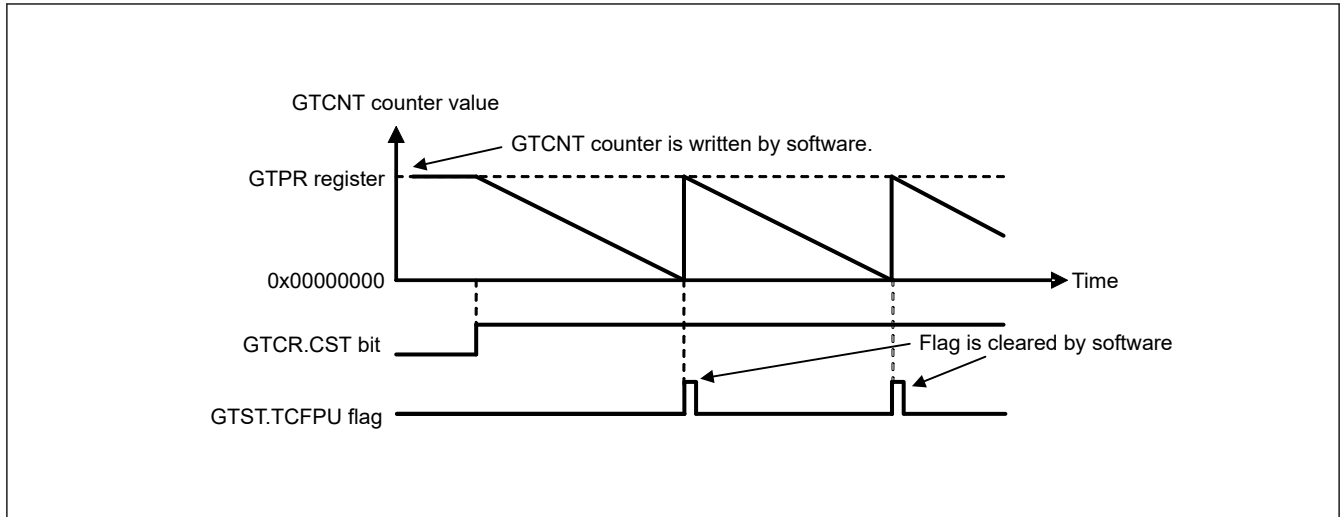 GTCNT counter value
GTCNT counter is written by software.
GTPR register
0x00000000
Time
GTCR.CST bit
Flag is cleared by software
GTST.TCFPU flag